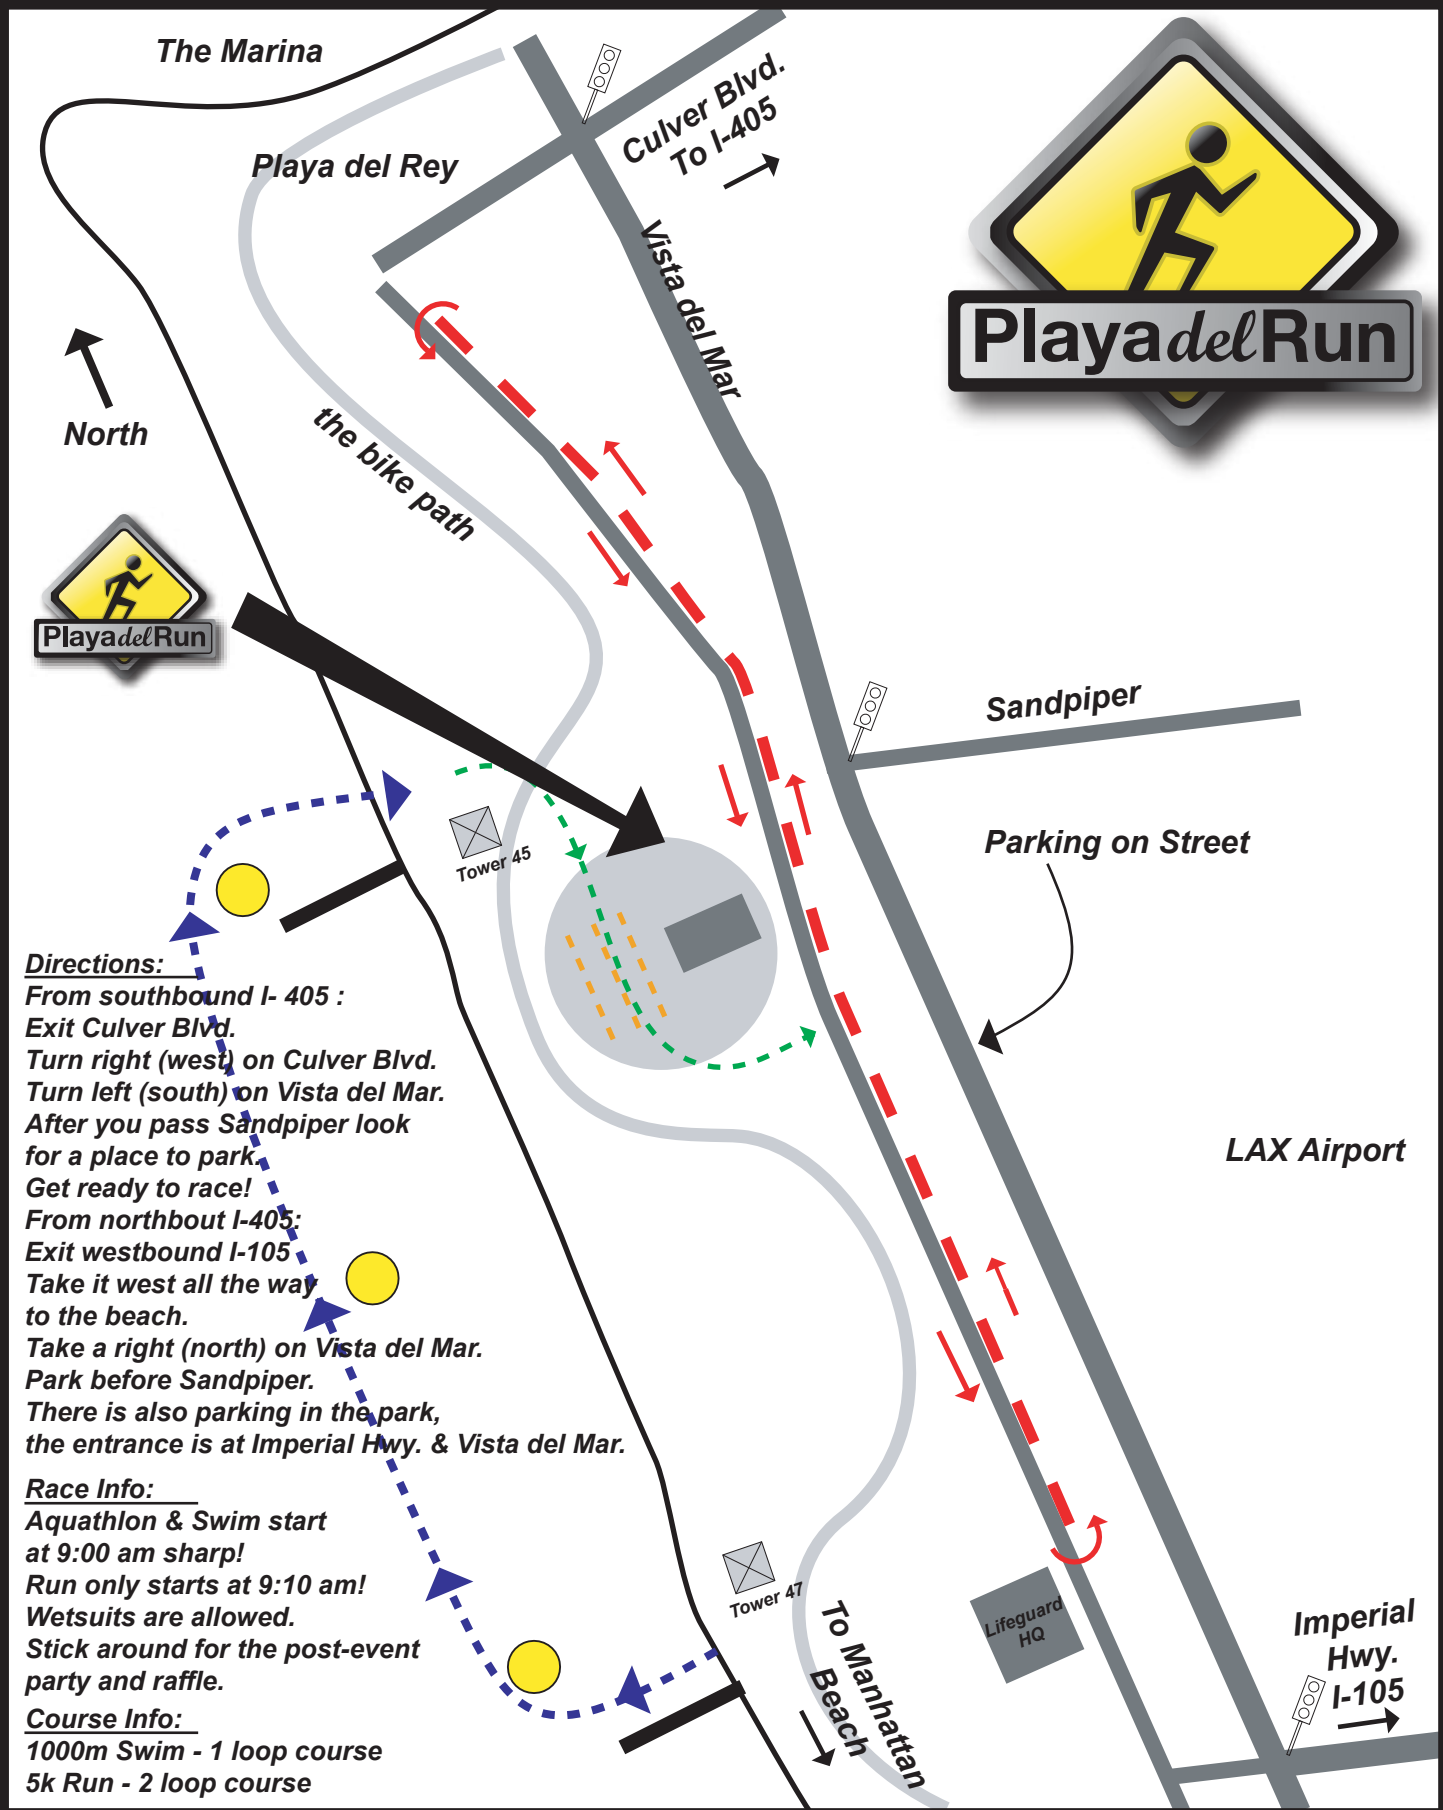 The Marina
Culver Blvd.
To I-405
Playa del Rey
Vista del Mar
PlayadelRun
North
the bike path
PlayadelRun
Sandpiper
Tower 45
Parking on Street
LAX Airport
Directions:
From southbound I- 405 :
Exit Culver Blvd.
Turn right (west) on Culver Blvd.
Turn left (south) on Vista del Mar.
After you pass Sandpiper look
for a place to park.
Get ready to race!
From northbout I-405:
Exit westbound I-105
Take it west all the way
to the beach.
Take a right (north) on Vista del Mar.
Park before Sandpiper.
There is also parking in the park,
the entrance is at Imperial Hwy. & Vista del Mar.
Race Info:
Aquathlon & Swim start
at 9:00 am sharp!
Run only starts at 9:10 am!
Wetsuits are allowed.
Stick around for the post-event
party and raffle.
Course Info:
1000m Swim - 1 loop course
5k Run - 2 loop course
Tower 47
To Manhattan
Beach
Lifeguard
HQ
Imperial
Hwy.
I-105